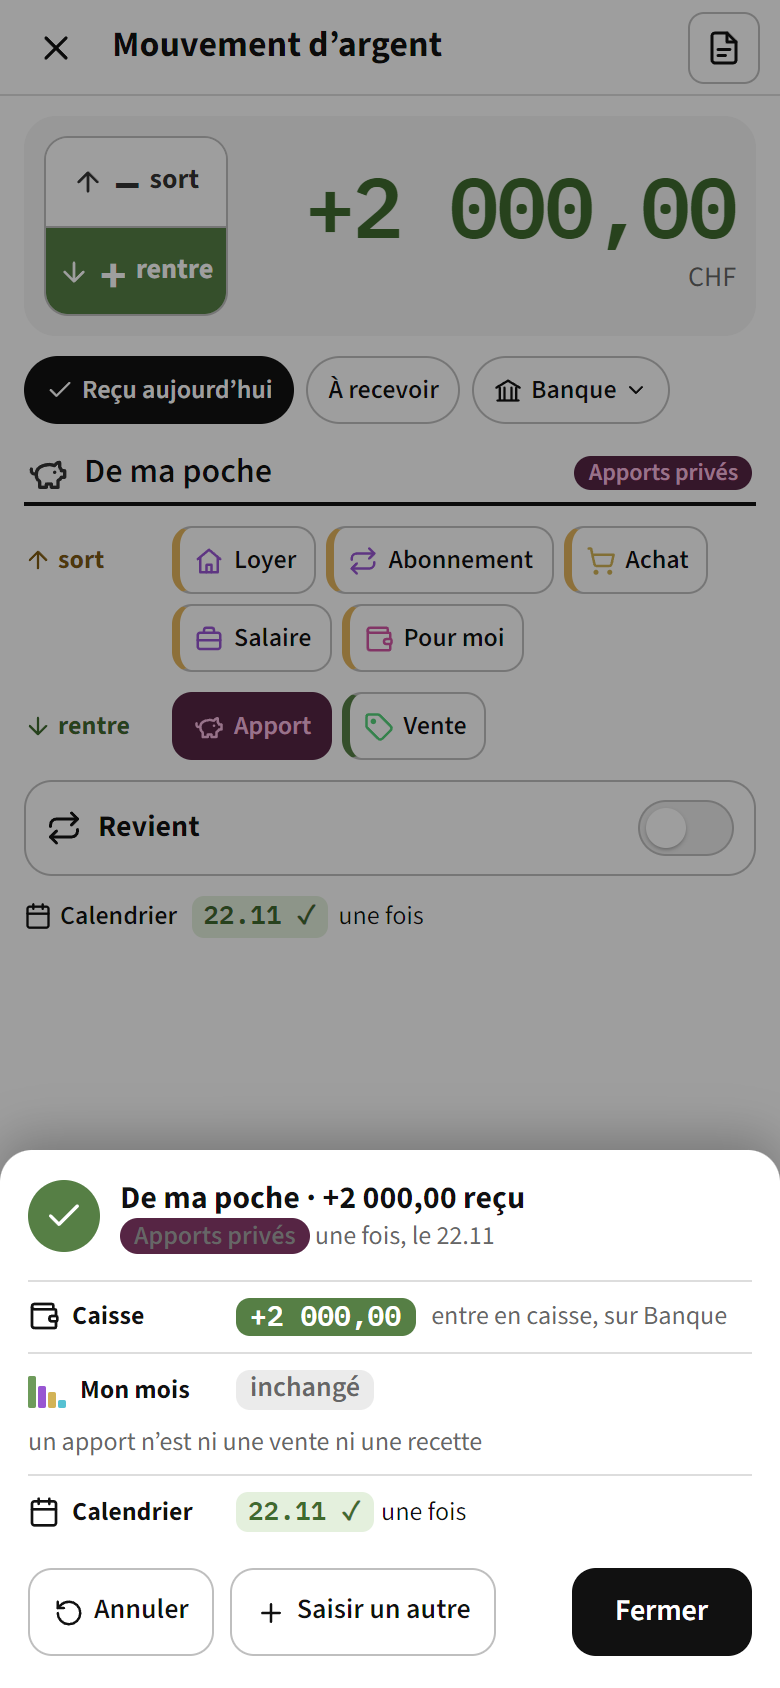 Mouvement d’argent
↑ – sort
↓ + rentre
+2 000,00
CHF
✓ Reçu aujourd’hui
À recevoir
Banque
De ma poche
Apports privés
↑ sort
Loyer
Abonnement
Achat
Salaire
Pour moi
↓ rentre
Apport
Vente
Revient
Calendrier 22.11 ✓ une fois
De ma poche · +2 000,00 reçu
Apports privés une fois, le 22.11
Caisse +2 000,00 entre en caisse, sur Banque
Mon mois inchangé
un apport n’est ni une vente ni une recette
Calendrier 22.11 ✓ une fois
Annuler
+ Saisir un autre
Fermer